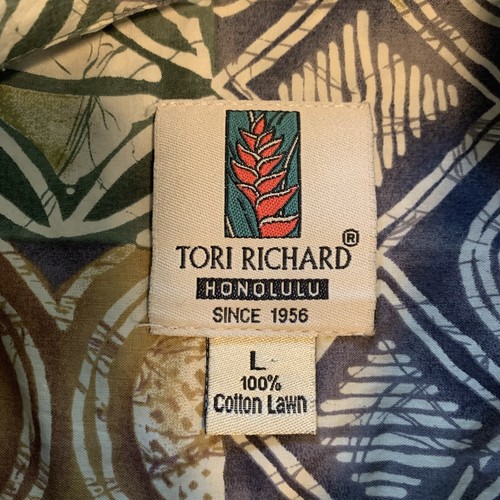 TORI RICHARD®
HONOLULU
SINCE 1956
L
100%
Cotton Lawn